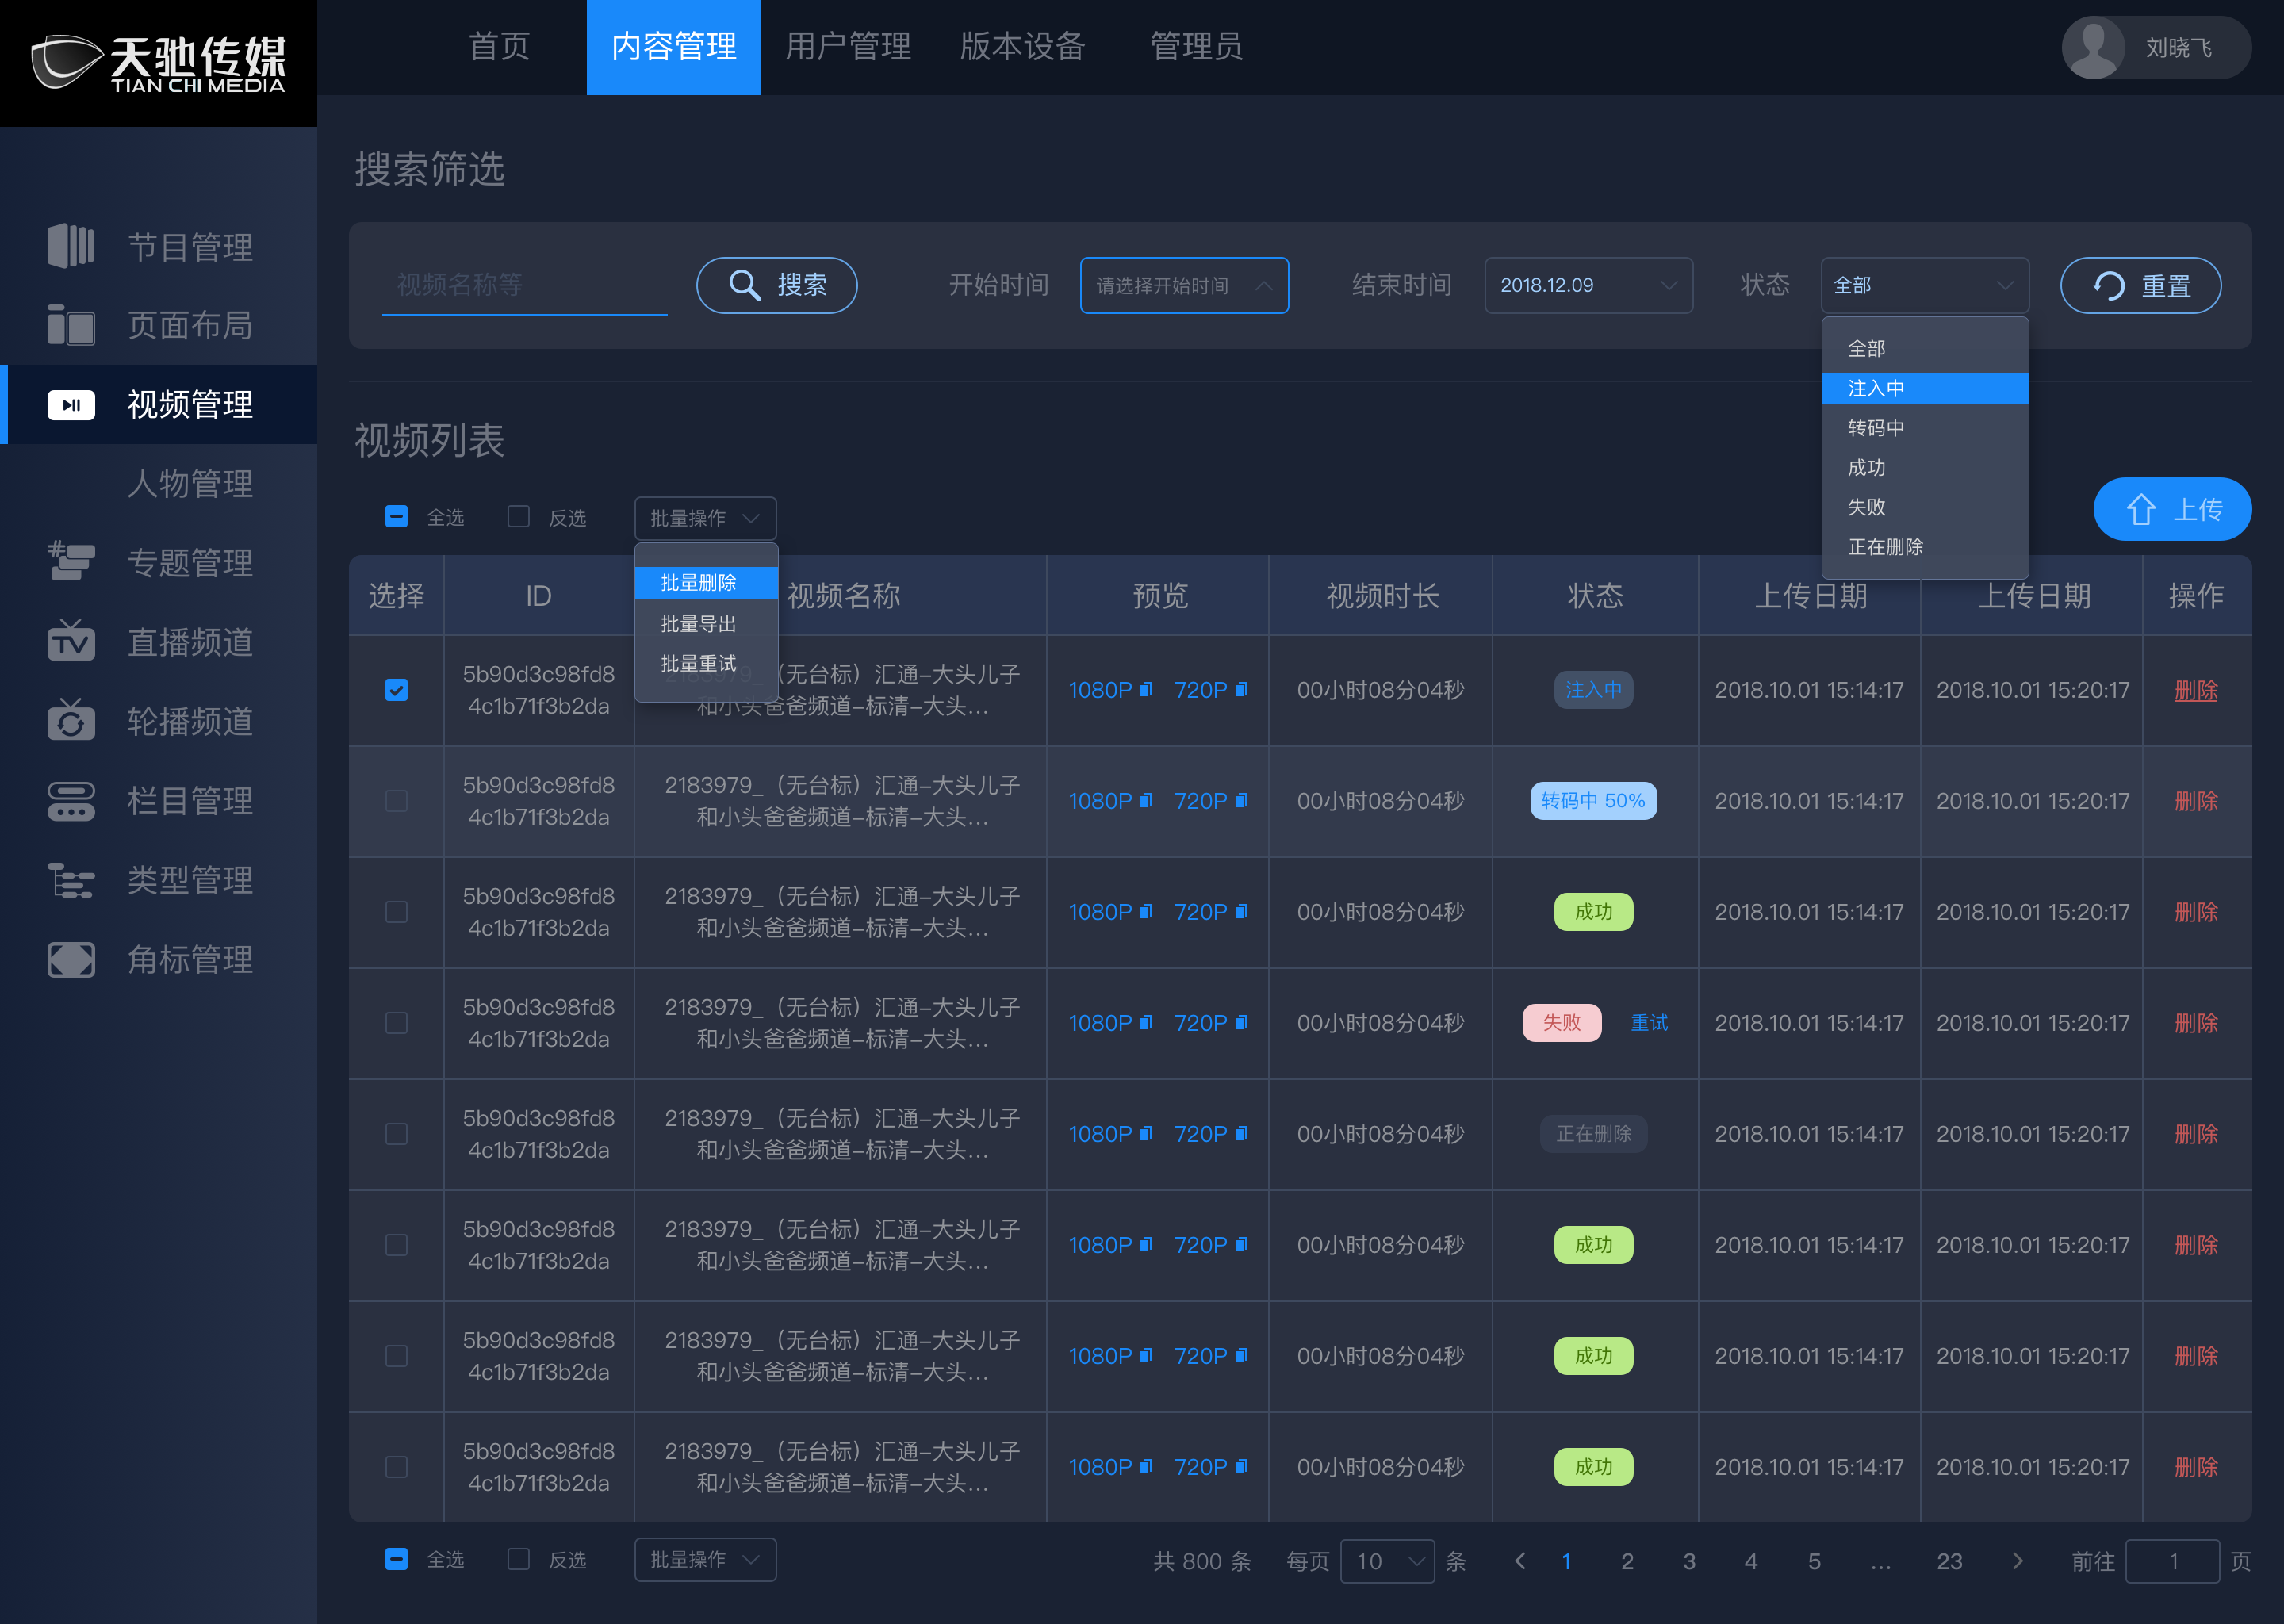 天驰传媒
TIAN CHI MEDIA
首页
内容管理
用户管理
版本设备
管理员
刘晓飞
节目管理
页面布局
视频管理
人物管理
专题管理
直播频道
轮播频道
栏目管理
类型管理
角标管理
搜索筛选
视频名称等
搜索
开始时间
请选择开始时间
结束时间
2018.12.09
状态
全部
重置
全部
注入中
转码中
成功
失败
正在删除
视频列表
全选
反选
批量操作
上传
批量删除
批量导出
批量重试
选择
ID
视频名称
预览
视频时长
状态
上传日期
上传日期
操作
5b90d3c98fd8
4c1b71f3b2da
2183979_（无台标）汇通-大头儿子
和小头爸爸频道-标清-大头...
1080P 720P
00小时08分04秒
注入中
2018.10.01 15:14:17
2018.10.01 15:20:17
删除
5b90d3c98fd8
4c1b71f3b2da
2183979_（无台标）汇通-大头儿子
和小头爸爸频道-标清-大头...
1080P 720P
00小时08分04秒
转码中 50%
2018.10.01 15:14:17
2018.10.01 15:20:17
删除
5b90d3c98fd8
4c1b71f3b2da
2183979_（无台标）汇通-大头儿子
和小头爸爸频道-标清-大头...
1080P 720P
00小时08分04秒
成功
2018.10.01 15:14:17
2018.10.01 15:20:17
删除
5b90d3c98fd8
4c1b71f3b2da
2183979_（无台标）汇通-大头儿子
和小头爸爸频道-标清-大头...
1080P 720P
00小时08分04秒
失败
重试
2018.10.01 15:14:17
2018.10.01 15:20:17
删除
5b90d3c98fd8
4c1b71f3b2da
2183979_（无台标）汇通-大头儿子
和小头爸爸频道-标清-大头...
1080P 720P
00小时08分04秒
正在删除
2018.10.01 15:14:17
2018.10.01 15:20:17
删除
5b90d3c98fd8
4c1b71f3b2da
2183979_（无台标）汇通-大头儿子
和小头爸爸频道-标清-大头...
1080P 720P
00小时08分04秒
成功
2018.10.01 15:14:17
2018.10.01 15:20:17
删除
5b90d3c98fd8
4c1b71f3b2da
2183979_（无台标）汇通-大头儿子
和小头爸爸频道-标清-大头...
1080P 720P
00小时08分04秒
成功
2018.10.01 15:14:17
2018.10.01 15:20:17
删除
5b90d3c98fd8
4c1b71f3b2da
2183979_（无台标）汇通-大头儿子
和小头爸爸频道-标清-大头...
1080P 720P
00小时08分04秒
成功
2018.10.01 15:14:17
2018.10.01 15:20:17
删除
全选
反选
批量操作
共 800 条
每页 10 条
1 2 3 4 5 ... 23
前往 1 页